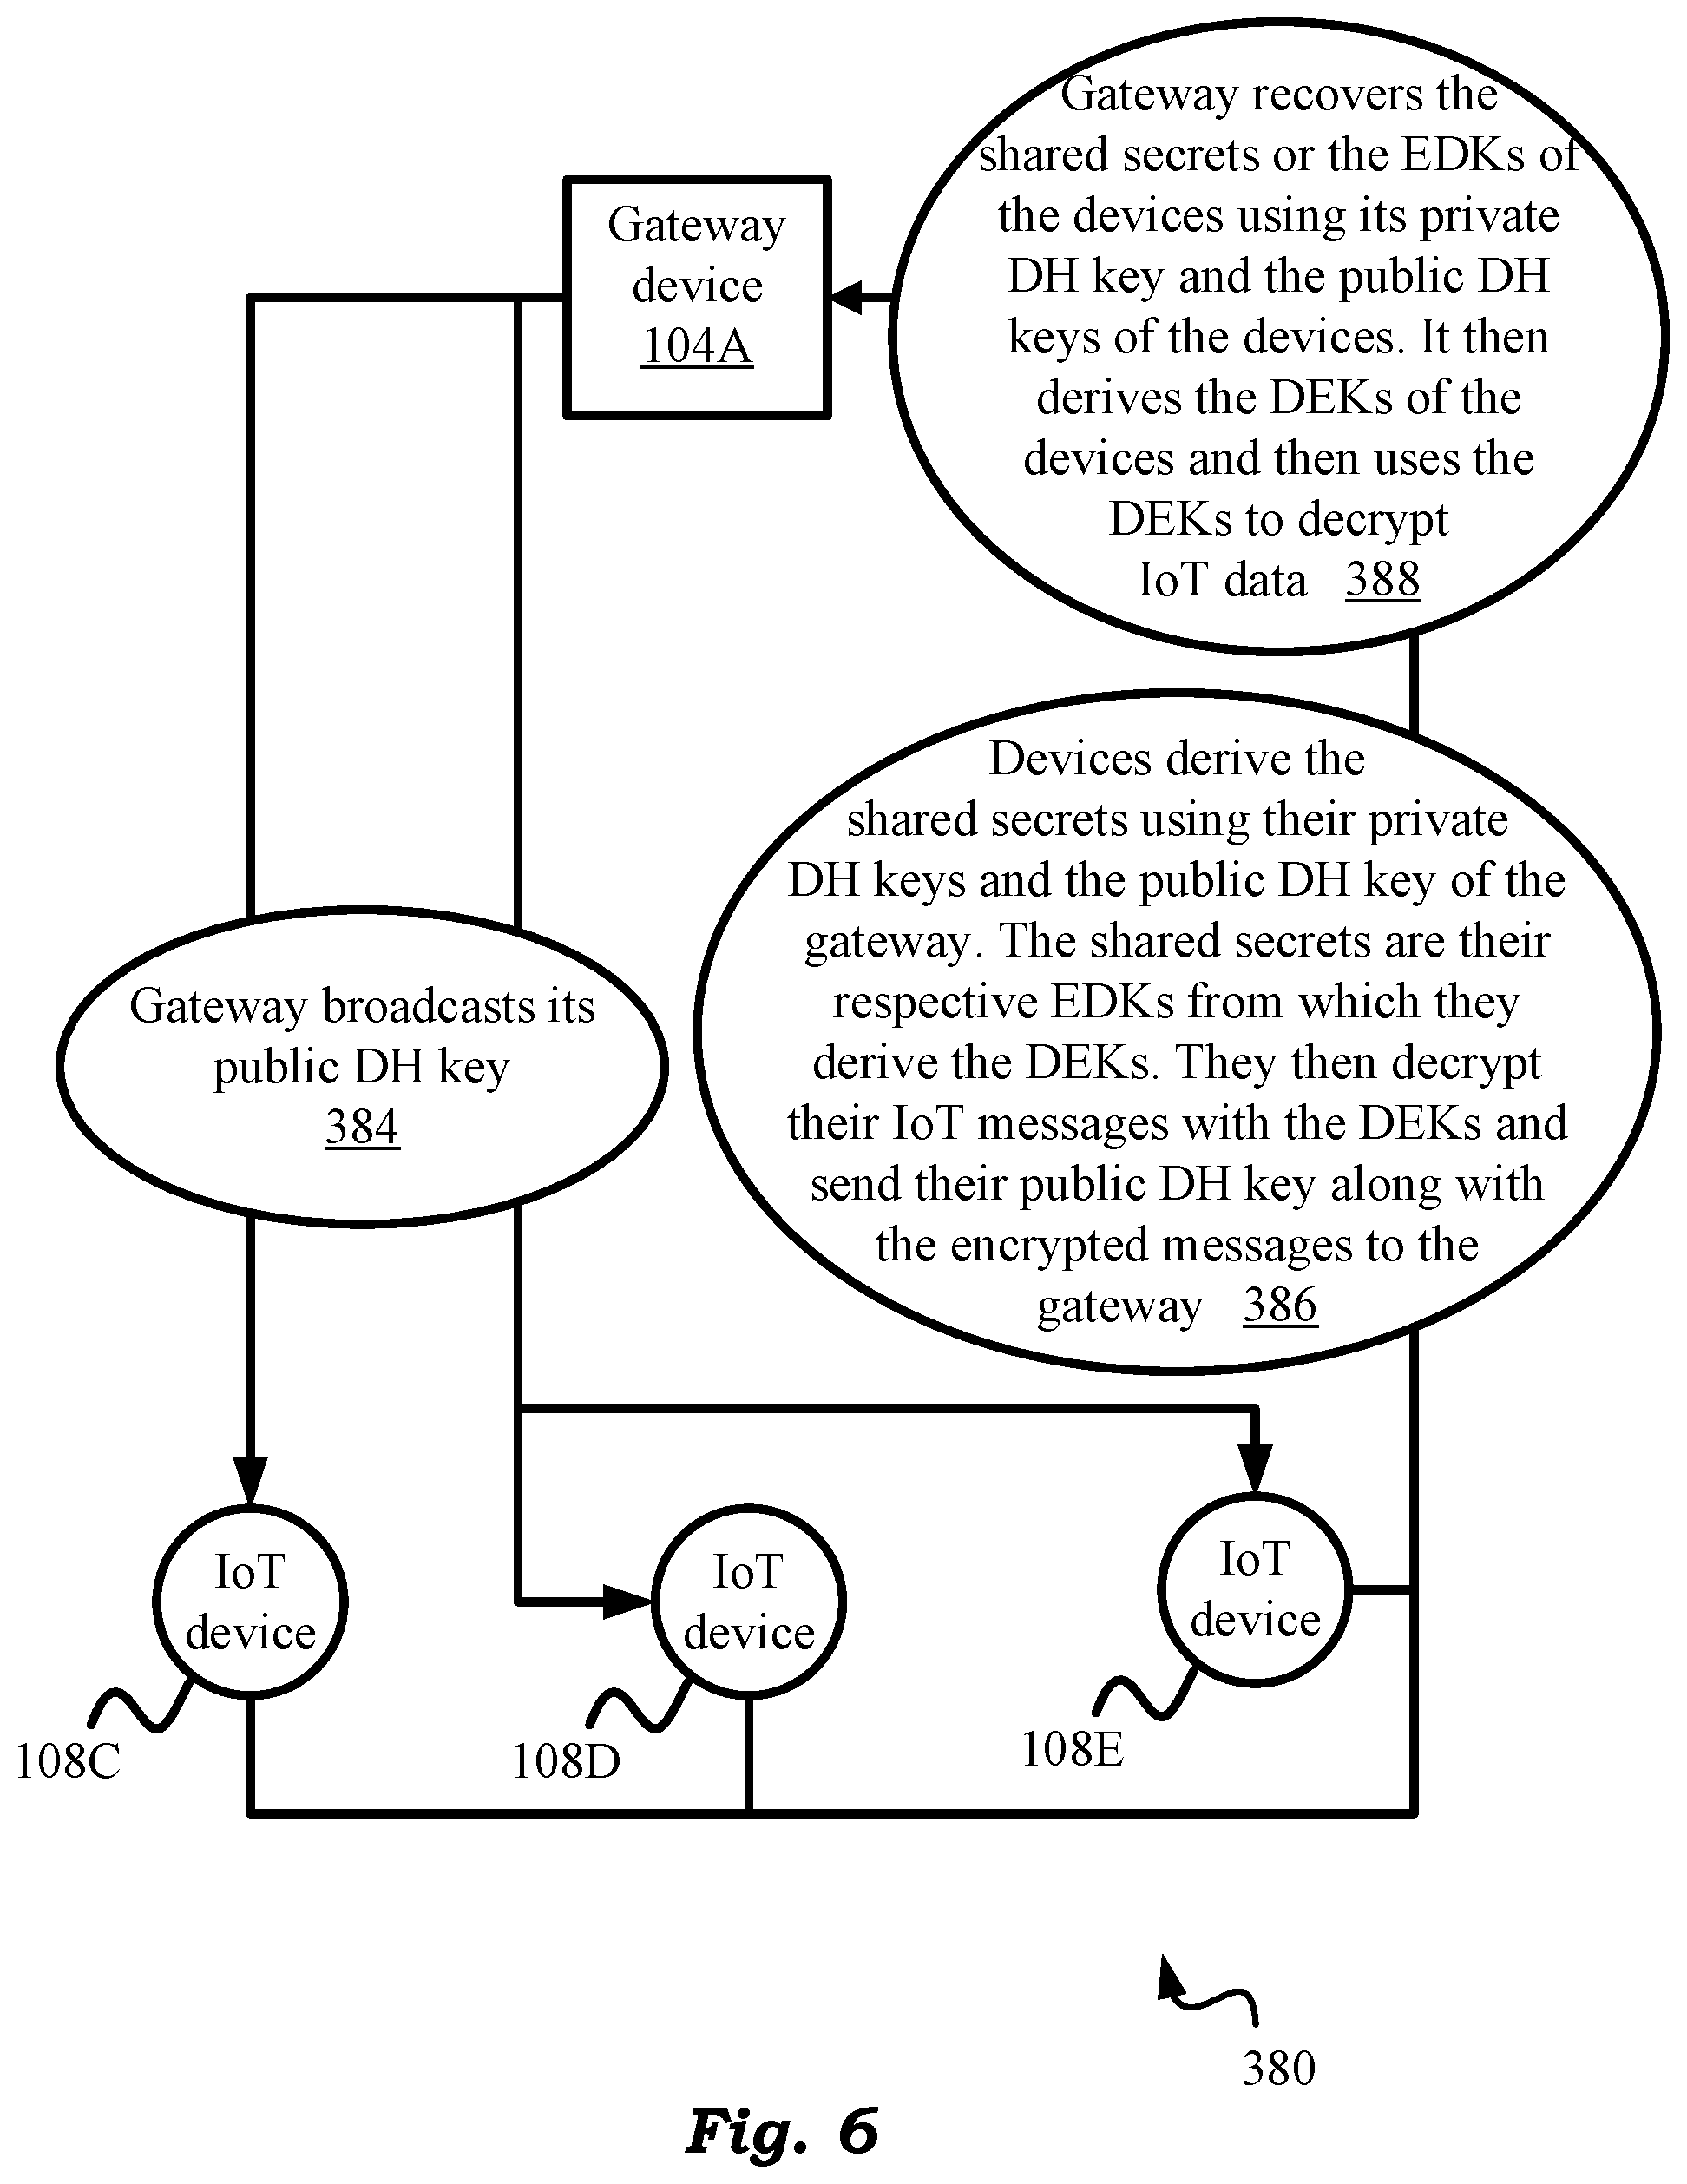 Gateway recovers the
shared secrets or the EDKs of
the devices using its private
DH key and the public DH
keys of the devices. It then
derives the DEKs of the
devices and then uses the
DEKs to decrypt
IoT data 388
Gateway
device
104A
Devices derive the
shared secrets using their private
DH keys and the public DH key of the
gateway. The shared secrets are their
respective EDKs from which they
derive the DEKs. They then decrypt
their IoT messages with the DEKs and
send their public DH key along with
the encrypted messages to the
gateway 386
Gateway broadcasts its
public DH key
384
IoT
device
108C
IoT
device
108D
IoT
device
108E
380
Fig. 6